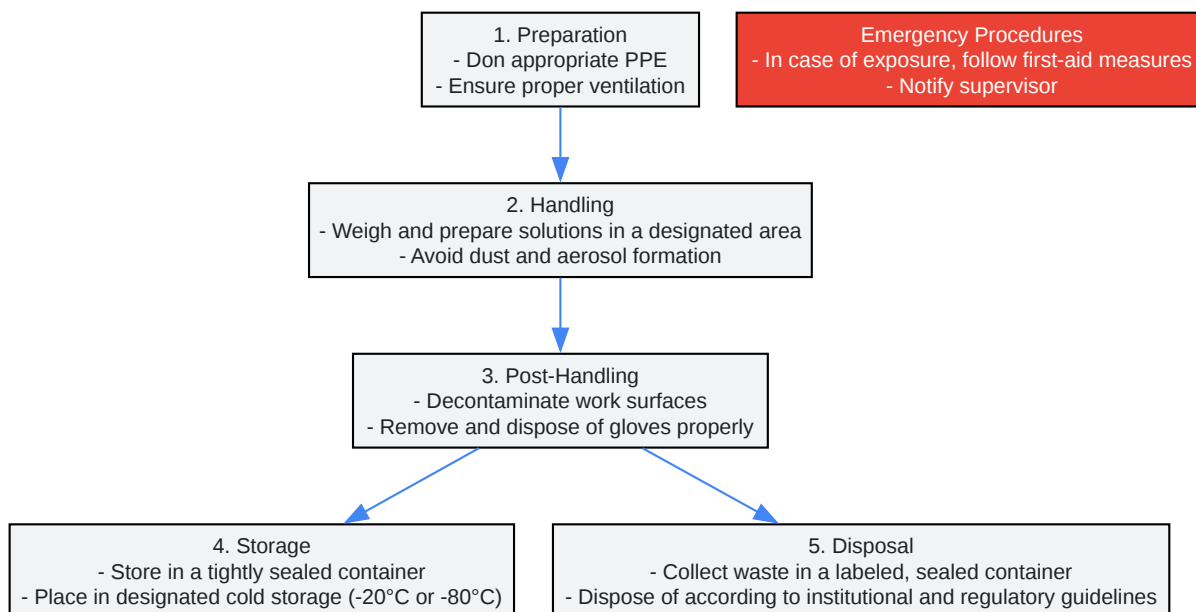 1. Preparation
- Don appropriate PPE
- Ensure proper ventilation
Emergency Procedures
- In case of exposure, follow first-aid measures
- Notify supervisor
2. Handling
- Weigh and prepare solutions in a designated area
- Avoid dust and aerosol formation
3. Post-Handling
- Decontaminate work surfaces
- Remove and dispose of gloves properly
4. Storage
- Store in a tightly sealed container
- Place in designated cold storage (-20°C or -80°C)
5. Disposal
- Collect waste in a labeled, sealed container
- Dispose of according to institutional and regulatory guidelines